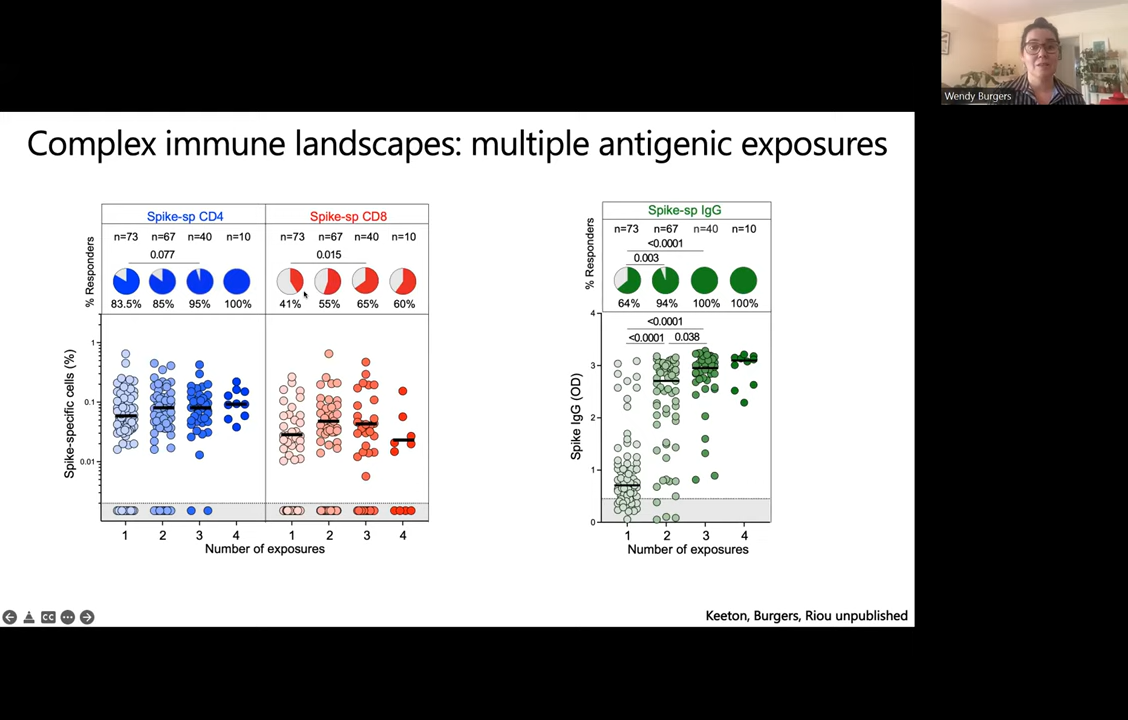 Wendy Burgers
Complex immune landscapes: multiple antigenic exposures
Spike-sp CD4
Spike-sp CD8
n=73 n=67 n=40 n=10
n=73 n=67 n=40 n=10
0.077
0.015
% Responders
83.5% 85% 95% 100%
41% 55% 65% 60%
Spike-specific cells (%)
1
0.1
0.01
1 2 3 4
1 2 3 4
Number of exposures
Number of exposures
Spike-sp IgG
n=73 n=67 n=40 n=10
<0.0001
0.003
% Responders
64% 94% 100% 100%
<0.0001
<0.0001 0.038
Spike IgG (OD)
4
3
2
1
0
1 2 3 4
Number of exposures
CC
Keeton, Burgers, Riou unpublished